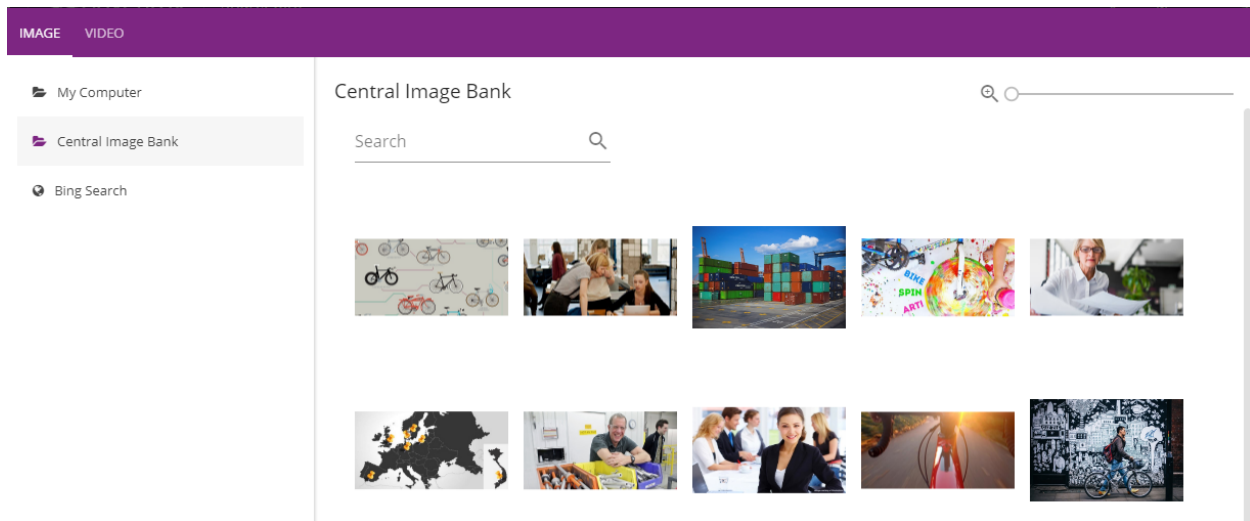 IMAGE VIDEO
My Computer
Central Image Bank
Bing Search
Central Image Bank
Search
BIKE
SPIN
ART!